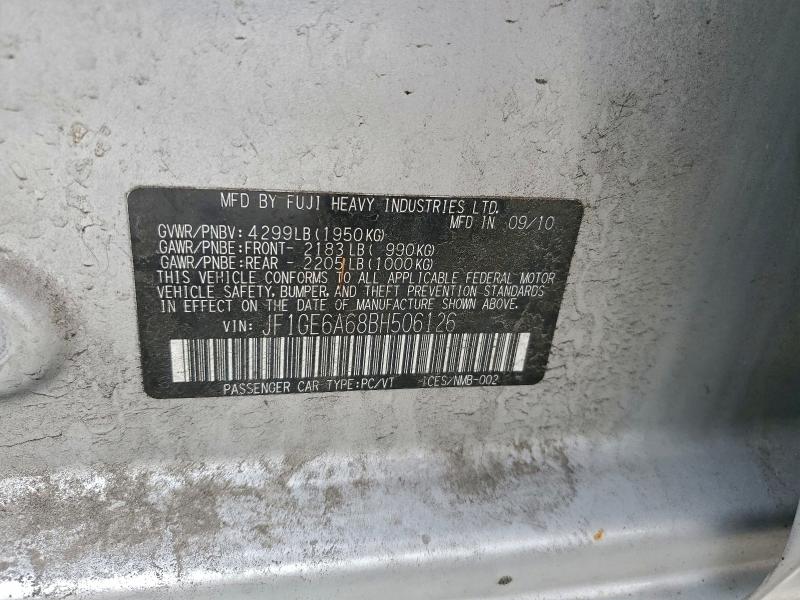 MFD BY FUJI HEAVY INDUSTRIES LTD.
MFD IN 09/10
GVWR/PNBV: 4299LB(1950KG)
GAWR/PNBE:FRONT- 2183LB( 990KG)
GAWR/PNBE:REAR - 2205LB(1000KG)
THIS VEHICLE CONFORMS TO ALL APPLICABLE FEDERAL MOTOR
VEHICLE SAFETY, BUMPER, AND THEFT PREVENTION STANDARDS
IN EFFECT ON THE DATE OF MANUFACTURE SHOWN ABOVE.
VIN: JF1GE6A68BH506126
PASSENGER CAR TYPE:PC/VT ICES/NMB-002